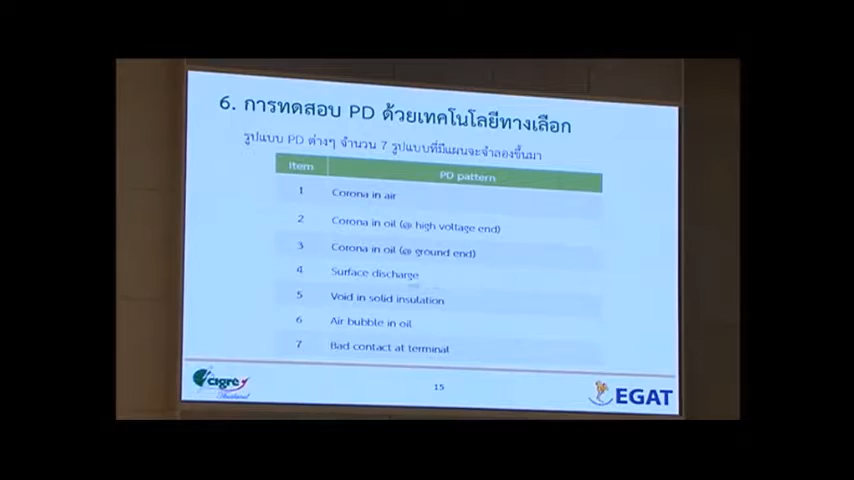 6. การทดสอบ PD ด้วยเทคโนโลยีทางเลือก
รูปแบบ PD ต่างๆ จำนวน 7 รูปแบบที่มีแผนจะจำลองขึ้นมา
Item PD pattern
1 Corona in air
2 Corona in oil (@ high voltage end)
3 Corona in oil (@ ground end)
4 Surface discharge
5 Void in solid insulation
6 Air bubble in oil
7 Bad contact at terminal
cigre
Thailand
15
EGAT